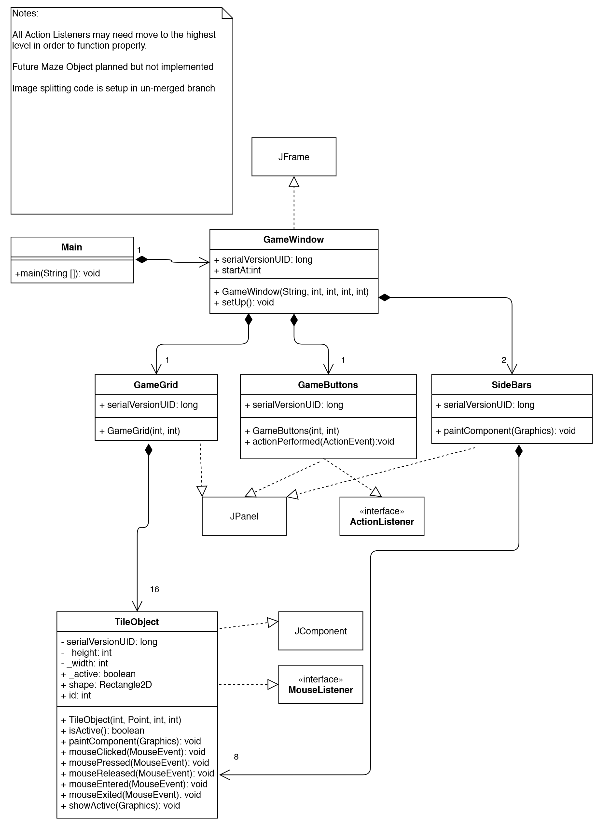 Notes:
All Action Listeners may need move to the highest
level in order to function properly.
Future Maze Object planned but not implemented
Image splitting code is setup in un-merged branch
JFrame
Main
+main(String []): void
1
GameWindow
+ serialVersionUID: long
+ startAt:int
+ GameWindow(String, int, int, int, int)
+ setUp(): void
1
1
2
GameGrid
+ serialVersionUID: long
+ GameGrid(int, int)
GameButtons
+ serialVersionUID: long
+ GameButtons(int, int)
+ actionPerformed(ActionEvent):void
SideBars
+ serialVersionUID: long
+ paintComponent(Graphics): void
JPanel
«interface»
ActionListener
16
TileObject
- serialVersionUID: long
- _height: int
- _width: int
+ _active: boolean
+ shape: Rectangle2D
+ id: int
+ TileObject(int, Point, int, int)
+ isActive(): boolean
+ paintComponent(Graphics): void
+ mouseClicked(MouseEvent): void
+ mousePressed(MouseEvent): void
+ mouseReleased(MouseEvent): void
+ mouseEntered(MouseEvent): void
+ mouseExited(MouseEvent): void
+ showActive(Graphics): void
JComponent
«interface»
MouseListener
8